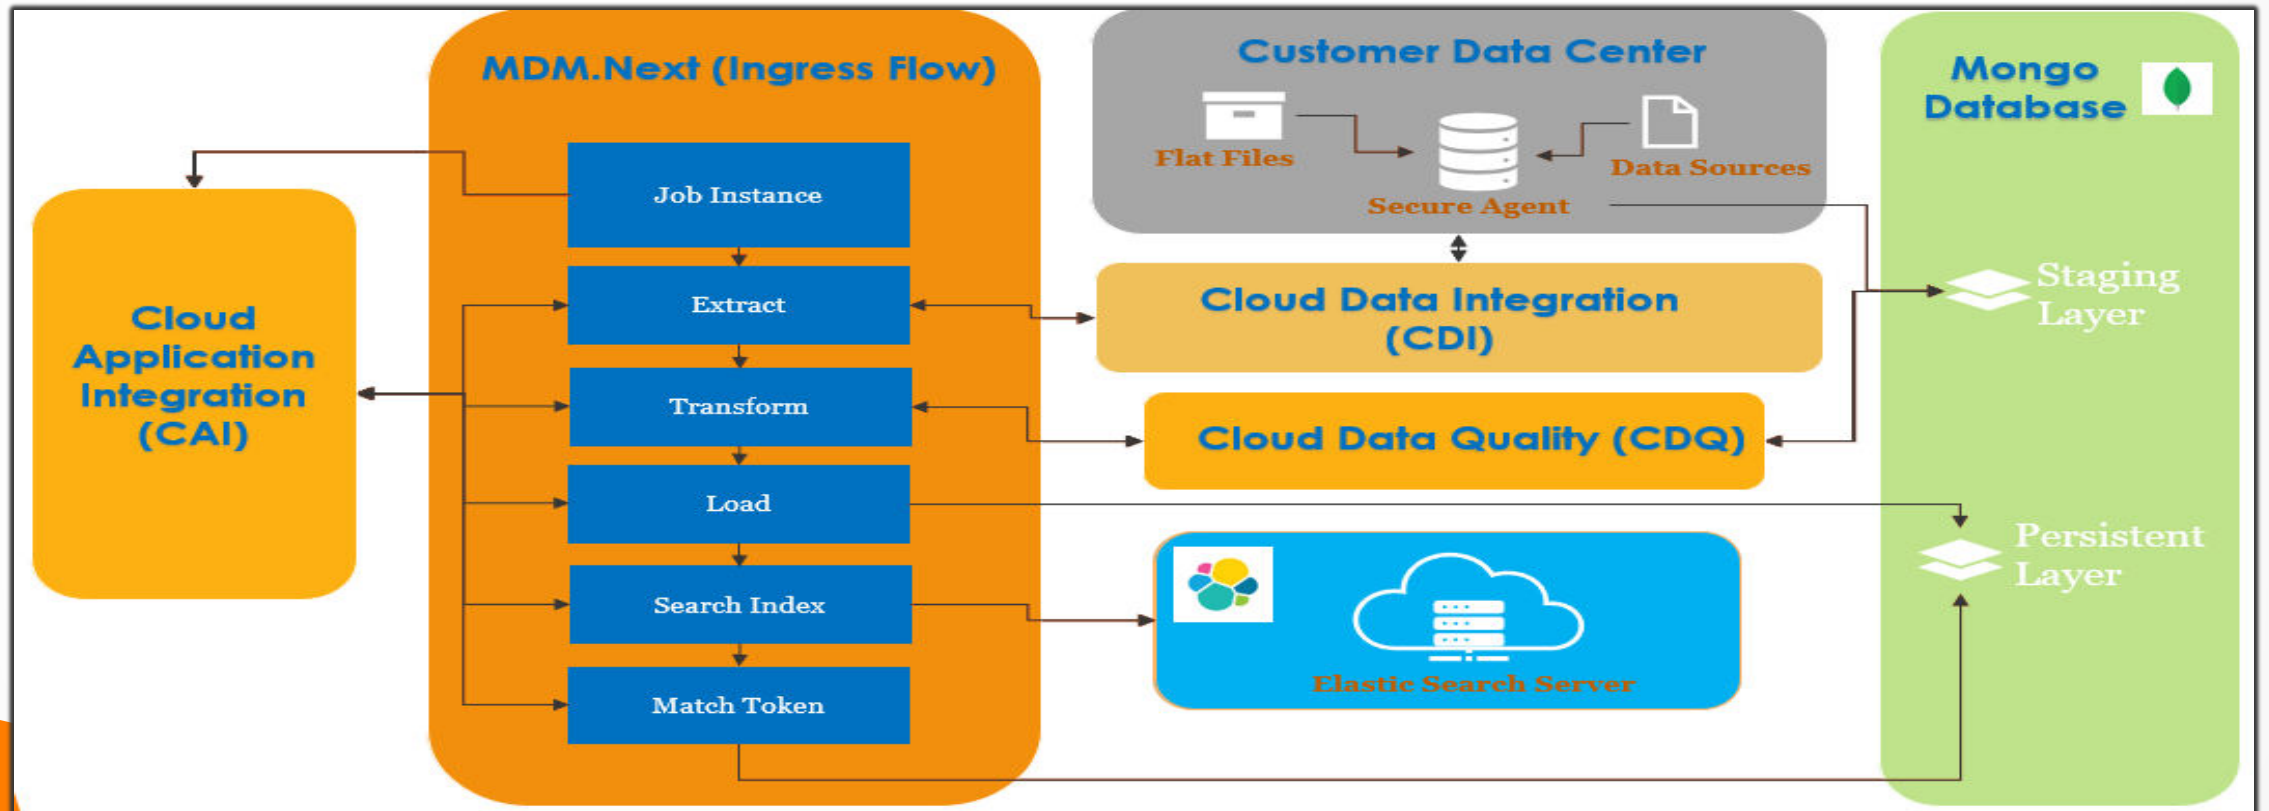 MDM.Next (Ingress Flow)
Job Instance
Extract
Transform
Load
Search Index
Match Token
Cloud
Application
Integration
(CAI)
Customer Data Center
Flat Files
Data Sources
Secure Agent
Cloud Data Integration
(CDI)
Cloud Data Quality (CDQ)
Elastic Search Server
Mongo
Database
Staging
Layer
Persistent
Layer